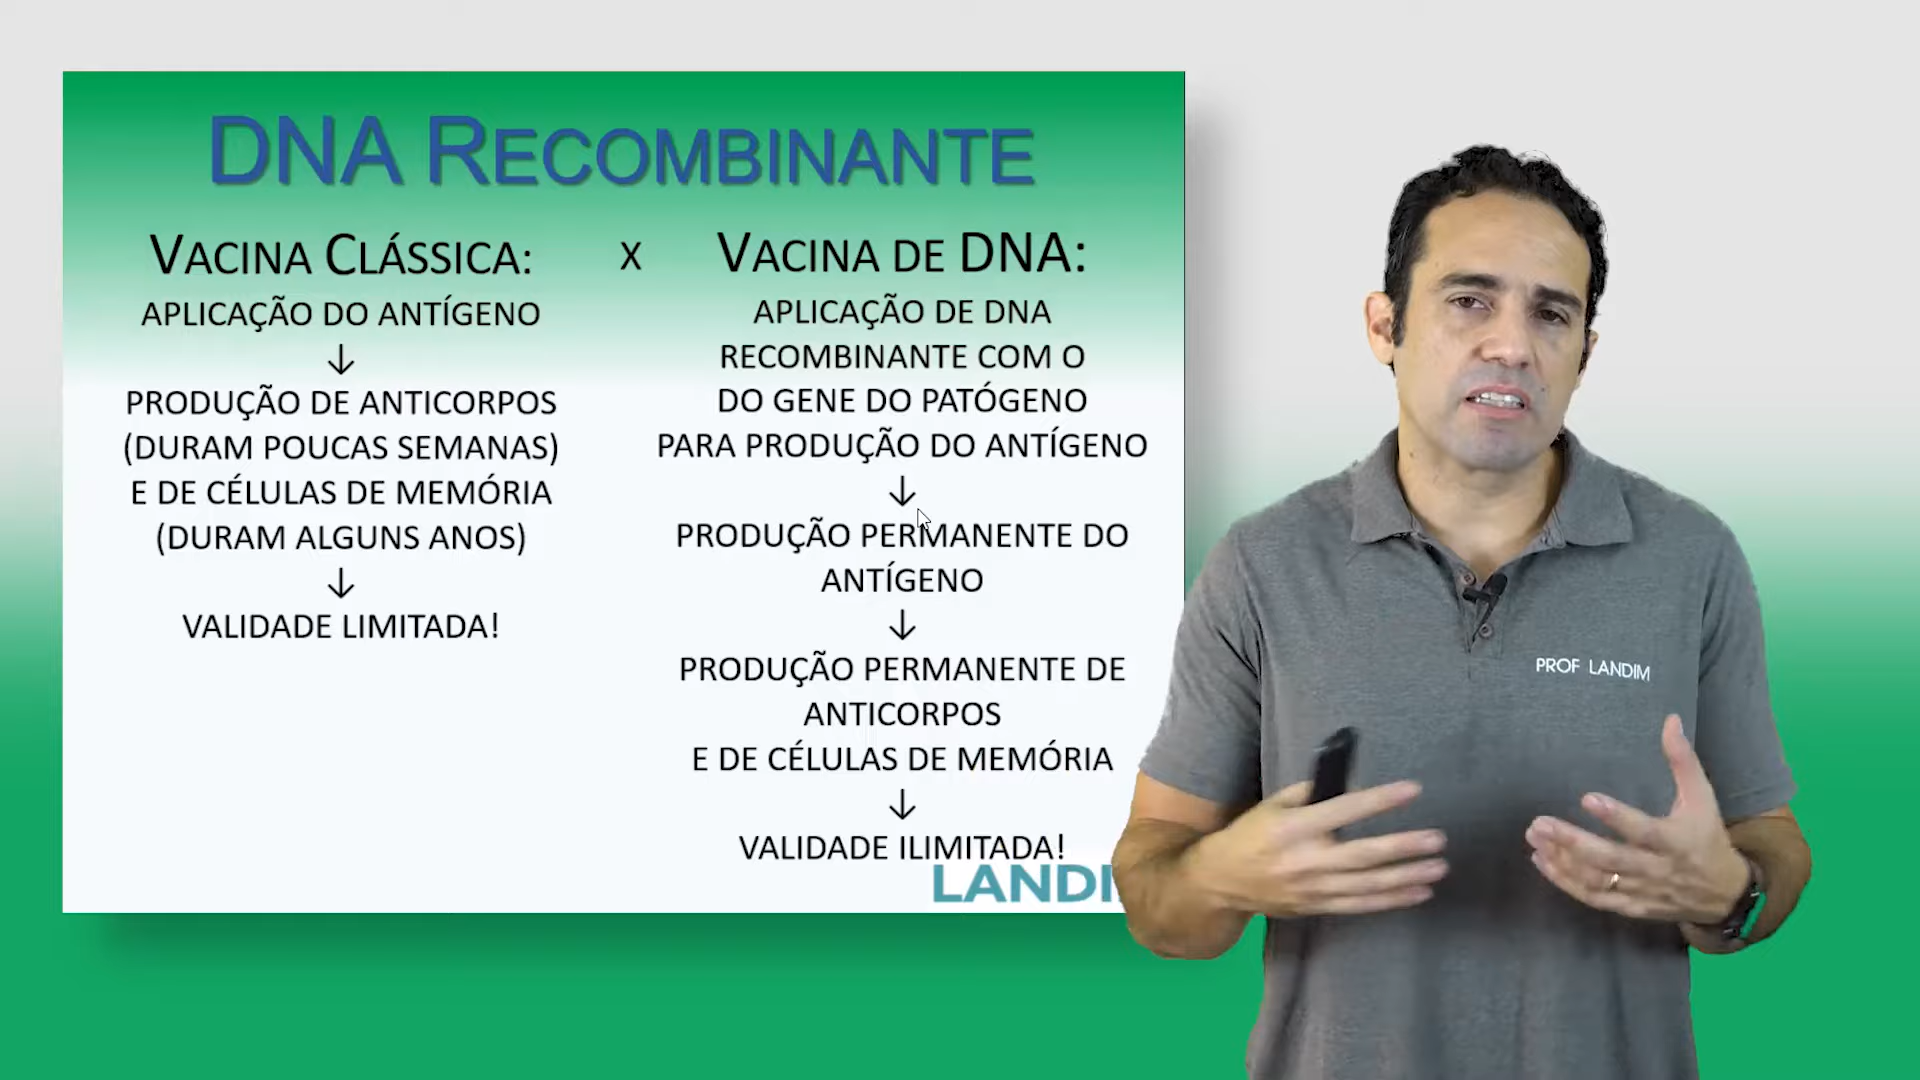 DNA RECOMBINANTE
VACINA CLÁSSICA:
APLICAÇÃO DO ANTÍGENO
↓
PRODUÇÃO DE ANTICORPOS
(DURAM POUCAS SEMANAS)
E DE CÉLULAS DE MEMÓRIA
(DURAM ALGUNS ANOS)
↓
VALIDADE LIMITADA!
X
VACINA DE DNA:
APLICAÇÃO DE DNA
RECOMBINANTE COM O
DO GENE DO PATÓGENO
PARA PRODUÇÃO DO ANTÍGENO
↓
PRODUÇÃO PERMANENTE DO
ANTÍGENO
↓
PRODUÇÃO PERMANENTE DE
ANTICORPOS
E DE CÉLULAS DE MEMÓRIA
↓
VALIDADE ILIMITADA!
PROF LANDIM